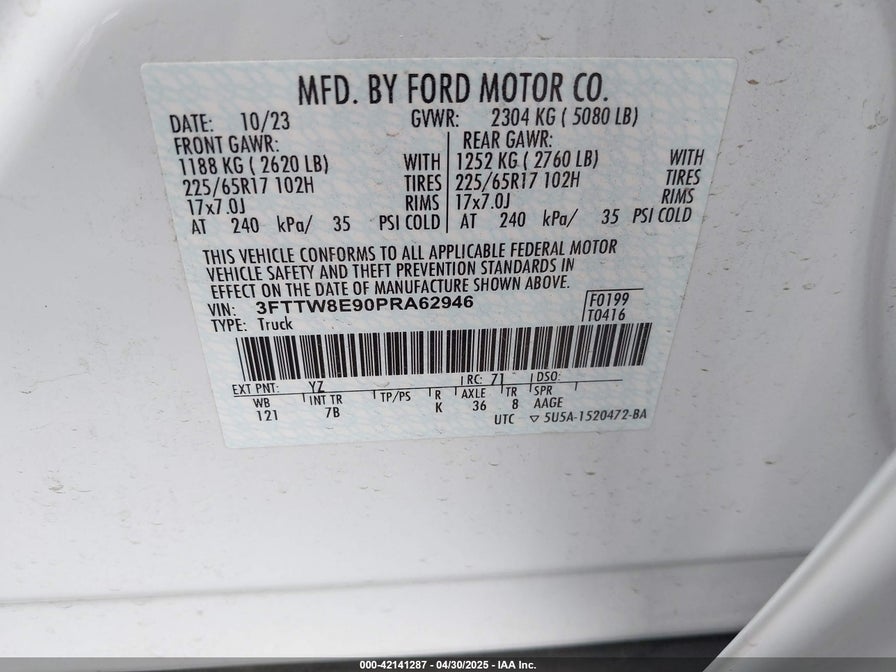 MFD. BY FORD MOTOR CO.
DATE: 10/23 GVWR: 2304 KG ( 5080 LB)
FRONT GAWR: REAR GAWR:
1188 KG ( 2620 LB) WITH 1252 KG ( 2760 LB) WITH
225/65R17 102H TIRES 225/65R17 102H TIRES
17x7.0J RIMS 17x7.0J RIMS
AT 240 kPa/ 35 PSI COLD AT 240 kPa/ 35 PSI COLD
THIS VEHICLE CONFORMS TO ALL APPLICABLE FEDERAL MOTOR
VEHICLE SAFETY AND THEFT PREVENTION STANDARDS IN
EFFECT ON THE DATE OF MANUFACTURE SHOWN ABOVE.
VIN: 3FTTW8E90PRA62946 F0199
TYPE: Truck T0416
EXT PNT: YZ RC: 71 DSO:
WB INT TR TP/PS R AXLE TR SPR
121 7B K 36 8 AAGE
UTC ▽ 5U5A-1520472-BA
000-42141287 - 04/30/2025 - IAA Inc.